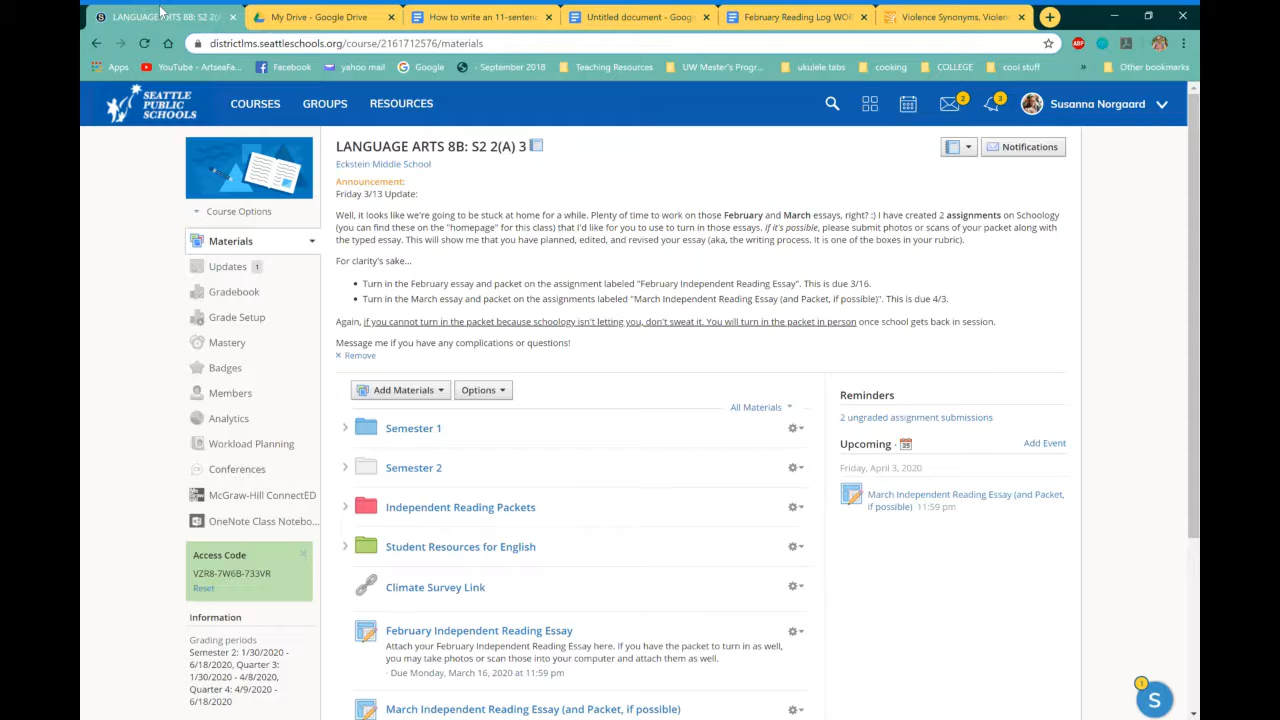 LANGUAGE ARTS 8B: S2 2(
My Drive - Google Drive
How to write an 11-senten
Untitled document - Goog
February Reading Log WOR
Violence Synonyms, Violen
districtlms.seattleschools.org/course/2161712576/materials
ABP
Apps
YouTube - ArtseaFa...
Facebook
yahoo mail
Google
- September 2018
Teaching Resources
UW Master's Progr...
ukulele tabs
cooking
COLLEGE
cool stuff
»
Other bookmarks
SEATTLE
PUBLIC
SCHOOLS
COURSES
GROUPS
RESOURCES
2
3
Susanna Norgaard
LANGUAGE ARTS 8B: S2 2(A) 3
Notifications
Eckstein Middle School
Course Options
Materials
Updates 1
Gradebook
Grade Setup
Mastery
Badges
Members
Analytics
Workload Planning
Conferences
McGraw-Hill ConnectED
OneNote Class Notebo...
Access Code
VZR8-7W6B-733VR
Reset
Information
Grading periods
Semester 2: 1/30/2020 -
6/18/2020, Quarter 3:
1/30/2020 - 4/8/2020,
Quarter 4: 4/9/2020 -
6/18/2020
Announcement:
Friday 3/13 Update:
Well, it looks like we're going to be stuck at home for a while. Plenty of time to work on those February and March essays, right? :) I have created 2 assignments on Schoology
(you can find these on the "homepage" for this class) that I'd like for you to use to turn in those essays. If it's possible, please submit photos or scans of your packet along with
the typed essay. This will show me that you have planned, edited, and revised your essay (aka, the writing process. It is one of the boxes in your rubric).
For clarity's sake...
• Turn in the February essay and packet on the assignment labeled "February Independent Reading Essay". This is due 3/16.
• Turn in the March essay and packet on the assignments labeled "March Independent Reading Essay (and Packet, if possible)". This is due 4/3.
Again, if you cannot turn in the packet because schoology isn't letting you, don't sweat it. You will turn in the packet in person once school gets back in session.
Message me if you have any complications or questions!
× Remove
Add Materials
Options
All Materials
Semester 1
Semester 2
Independent Reading Packets
Student Resources for English
Climate Survey Link
February Independent Reading Essay
Attach your February Independent Reading Essay here. If you have the packet to turn in as well,
you may take photos or scan those into your computer and attach them as well.
· Due Monday, March 16, 2020 at 11:59 pm
March Independent Reading Essay (and Packet, if possible)
Reminders
2 ungraded assignment submissions
Upcoming ·
Add Event
Friday, April 3, 2020
March Independent Reading Essay (and Packet,
if possible) 11:59 pm
1
S